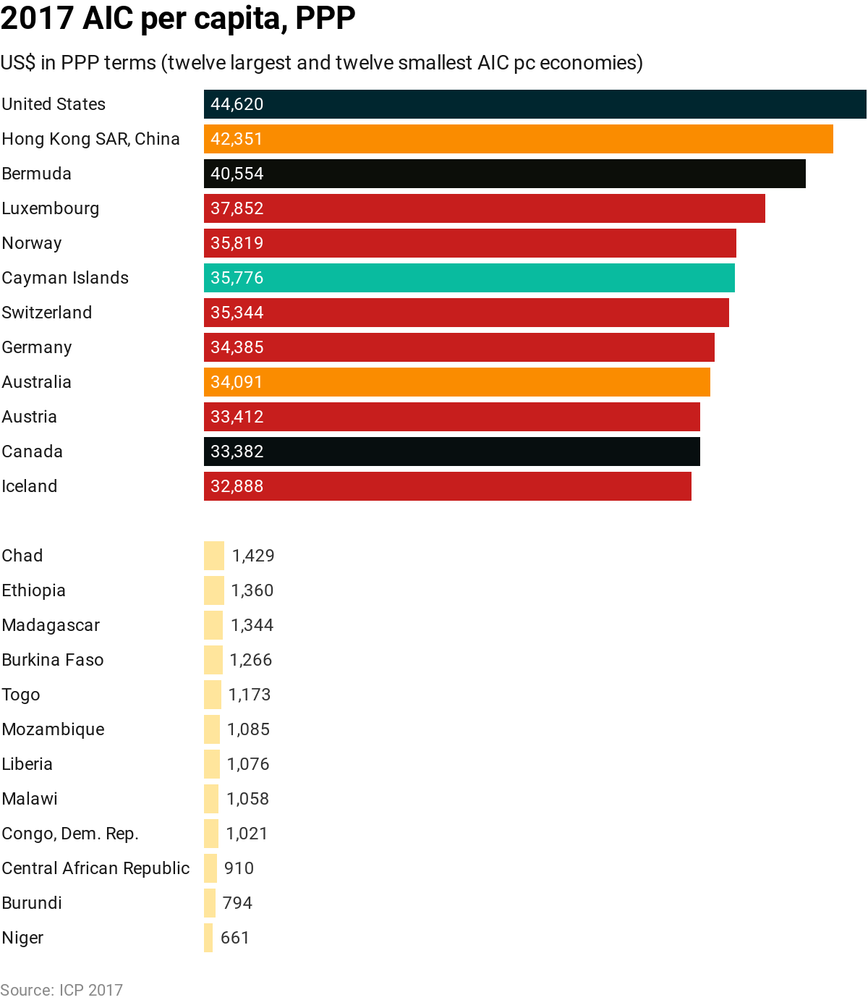 2017 AIC per capita, PPP
US$ in PPP terms (twelve largest and twelve smallest AIC pc economies)
United States 44,620
Hong Kong SAR, China 42,351
Bermuda 40,554
Luxembourg 37,852
Norway 35,819
Cayman Islands 35,776
Switzerland 35,344
Germany 34,385
Australia 34,091
Austria 33,412
Canada 33,382
Iceland 32,888
Chad 1,429
Ethiopia 1,360
Madagascar 1,344
Burkina Faso 1,266
Togo 1,173
Mozambique 1,085
Liberia 1,076
Malawi 1,058
Congo, Dem. Rep. 1,021
Central African Republic 910
Burundi 794
Niger 661
Source: ICP 2017